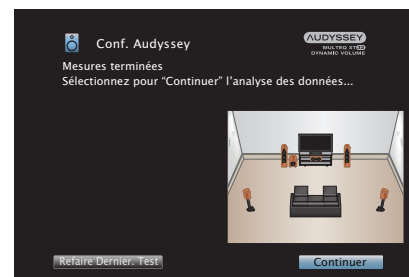 Conf. Audyssey
AUDYSSEY
MULTEQ XT32
DYNAMIC VOLUME
Mesures terminées
Sélectionnez pour “Continuer” l’analyse des données...
Refaire Dernier. Test
Continuer